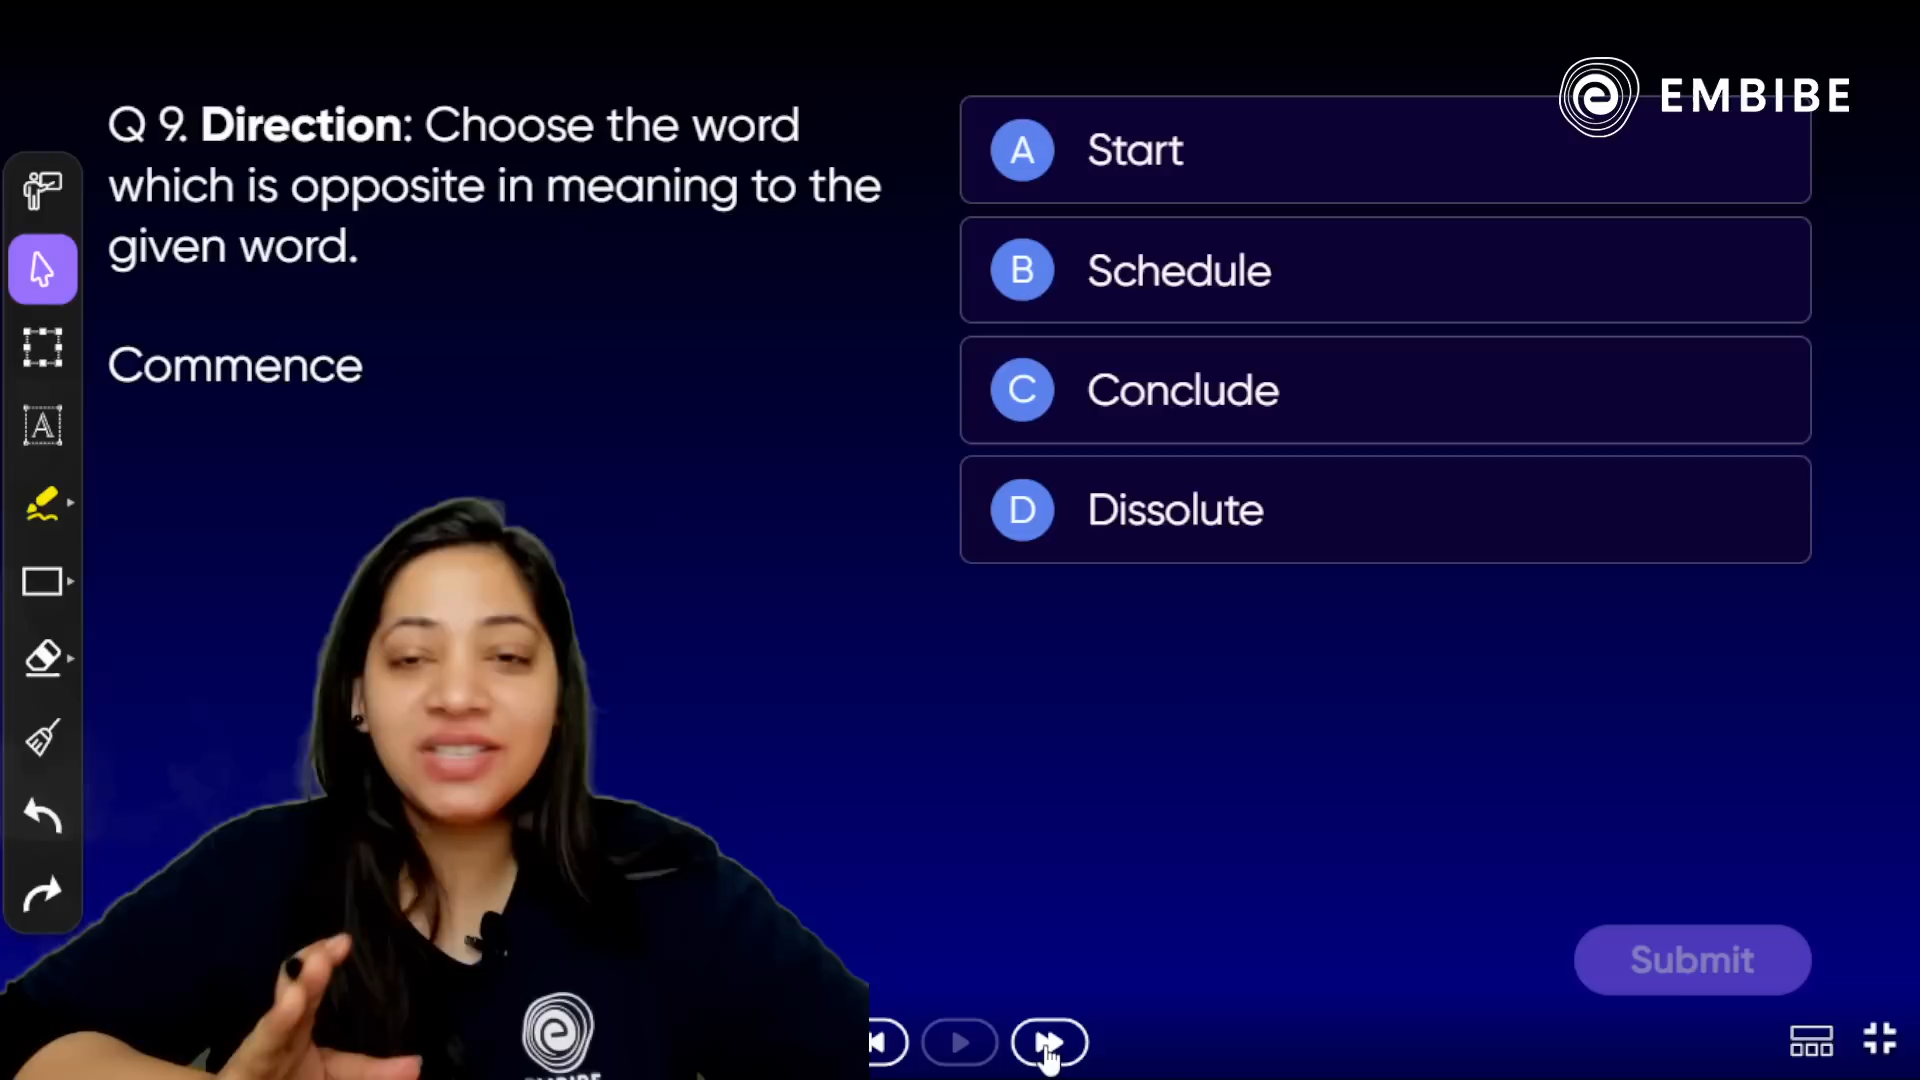 EMBIBE
Q 9. Direction: Choose the word
which is opposite in meaning to the
given word.
Commence
A Start
B Schedule
C Conclude
D Dissolute
Submit